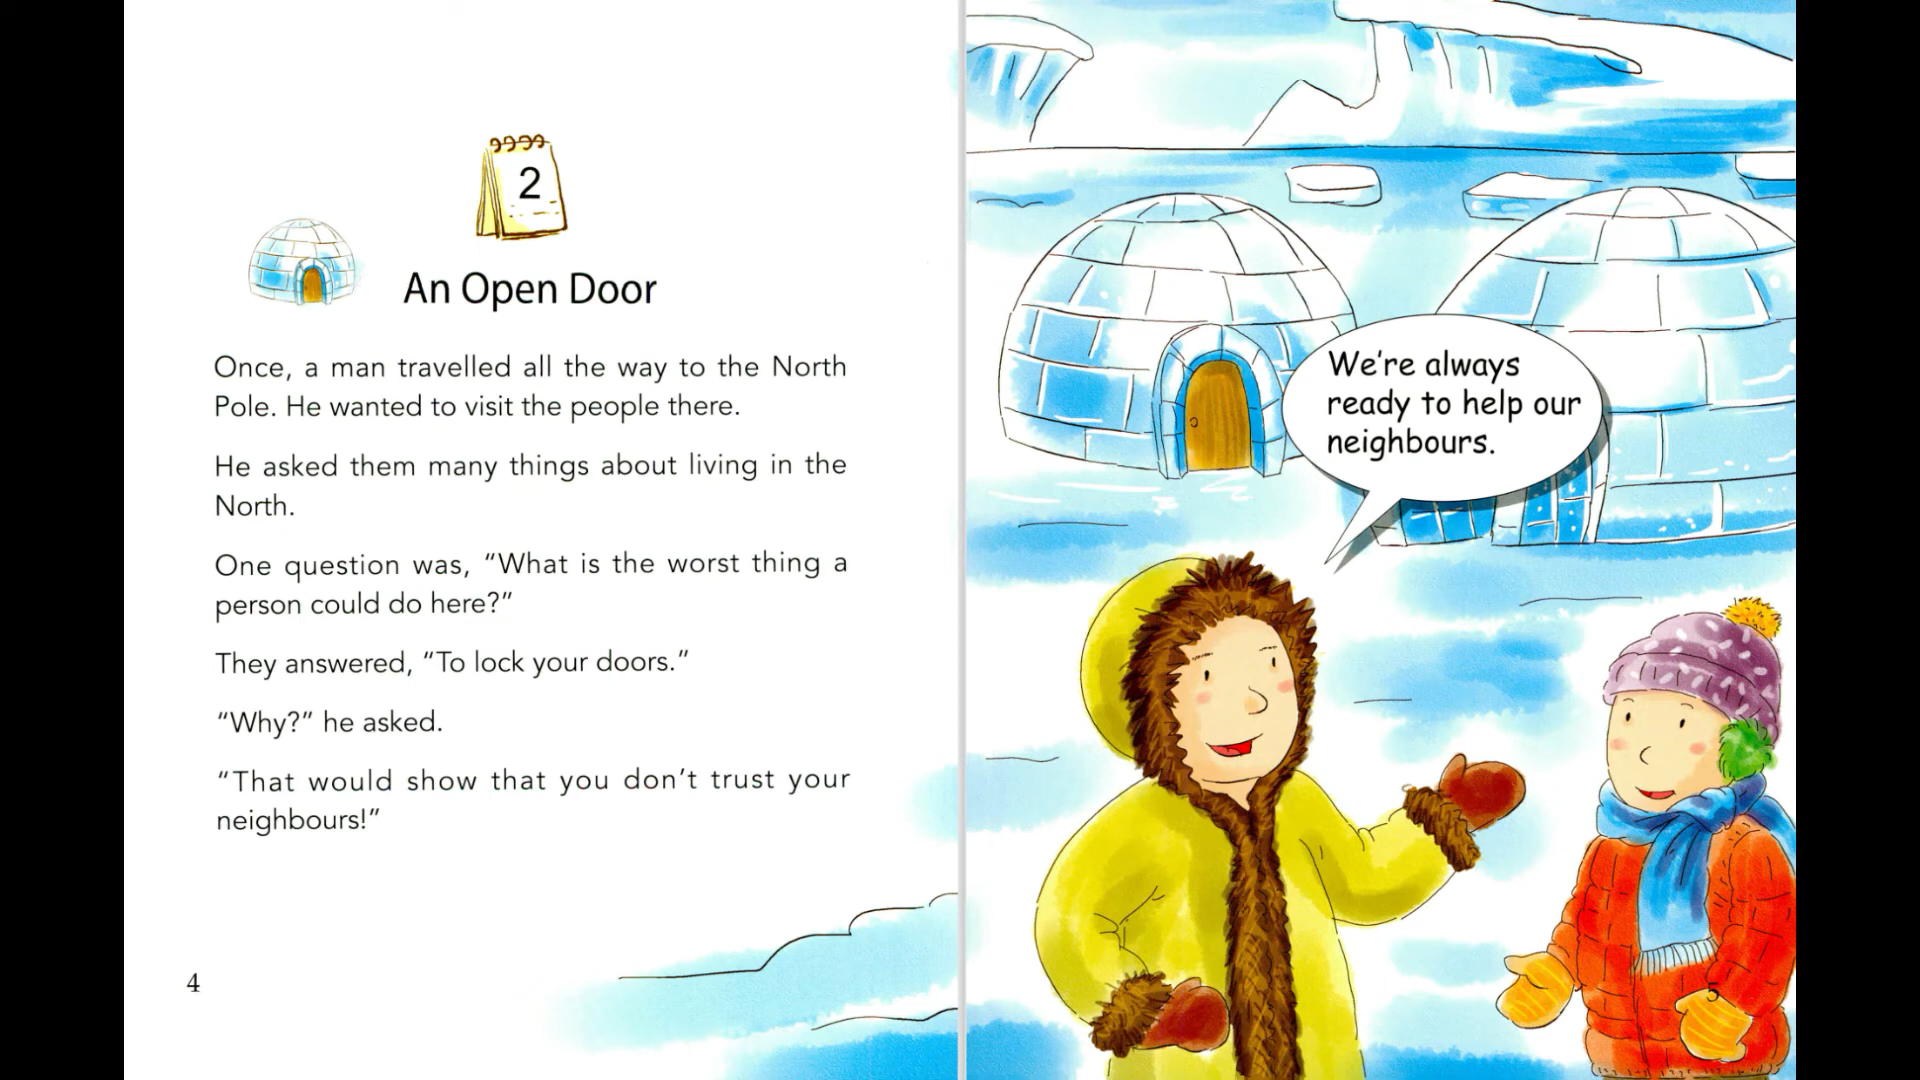 2
An Open Door
Once, a man travelled all the way to the North
Pole. He wanted to visit the people there.
He asked them many things about living in the
North.
One question was, “What is the worst thing a
person could do here?”
They answered, “To lock your doors.”
“Why?” he asked.
“That would show that you don’t trust your
neighbours!”
4
We’re always
ready to help our
neighbours.
5